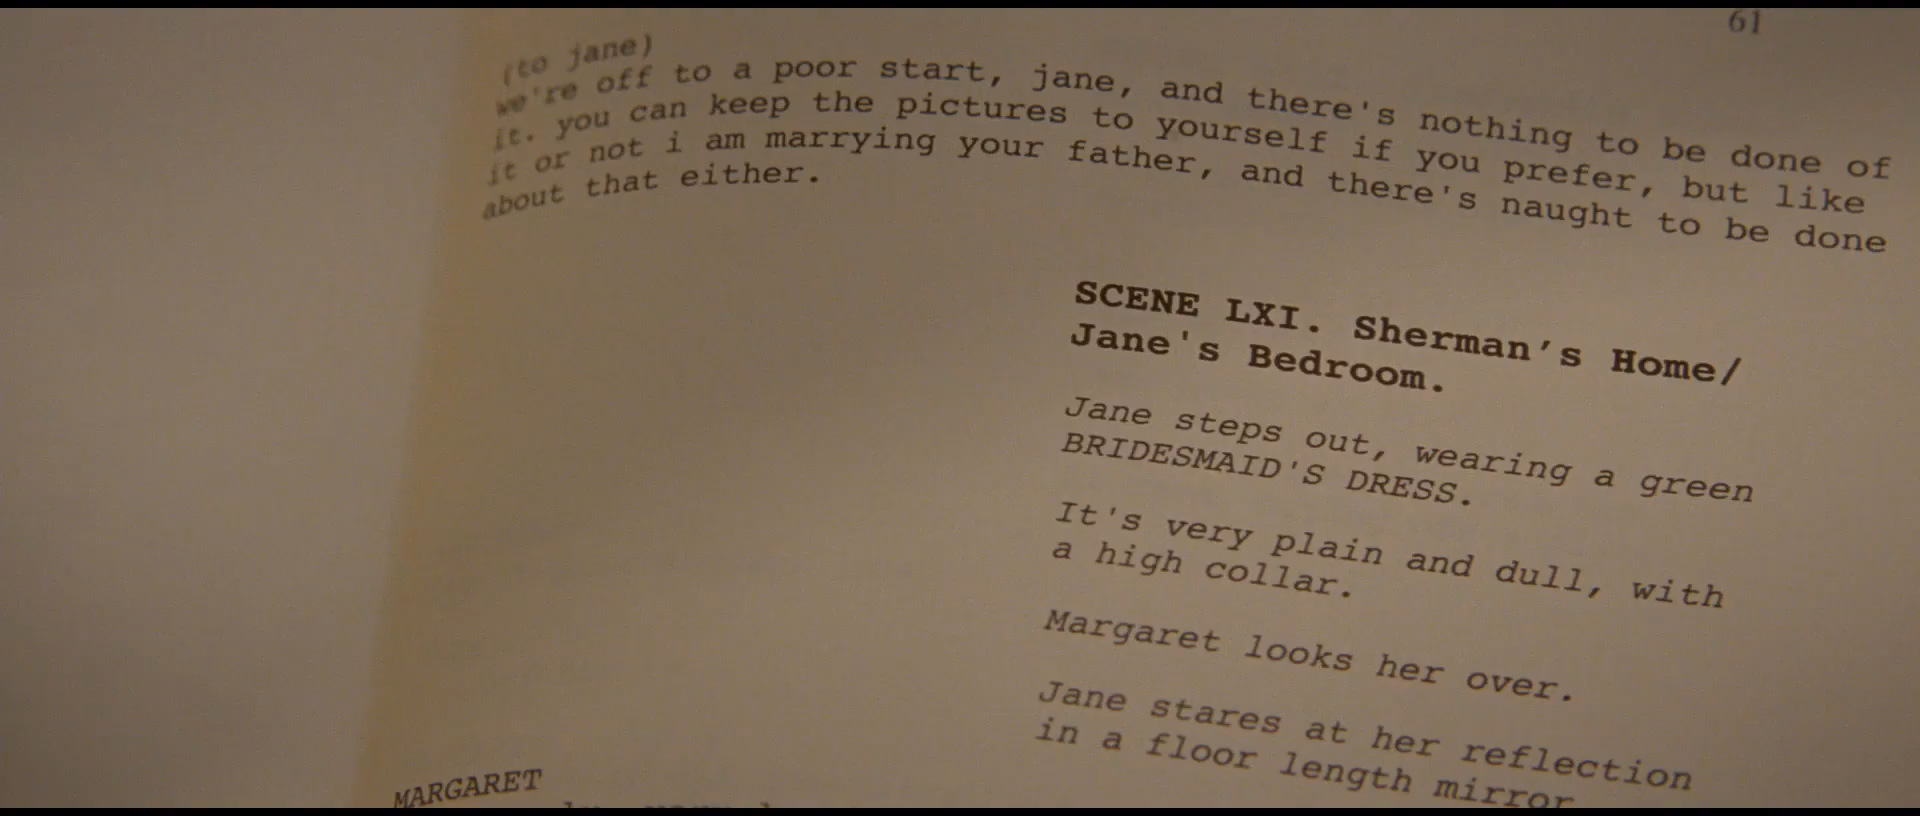 61
(to jane)
we're off to a poor start, jane, and there's nothing to be done of
it. you can keep the pictures to yourself if you prefer, but like
it or not i am marrying your father, and there's naught to be done
about that either.
SCENE LXI. Sherman's Home/
Jane's Bedroom.
Jane steps out, wearing a green
BRIDESMAID'S DRESS.
It's very plain and dull, with
a high collar.
Margaret looks her over.
Jane stares at her reflection
in a floor length mirror
MARGARET